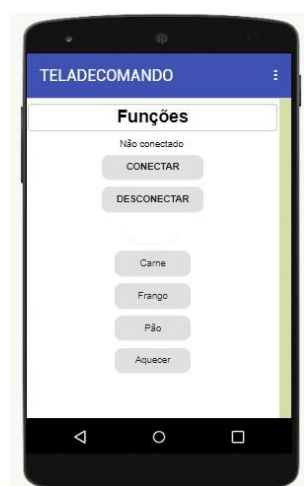 TELADECOMANDO
Funções
Não conectado
CONECTAR
DESCONECTAR
Carne
Frango
Pão
Aquecer